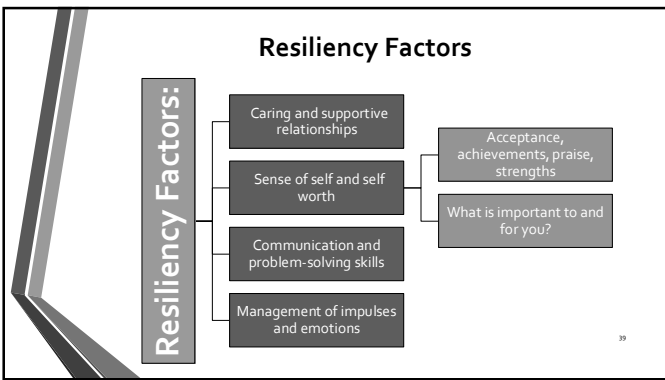 Resiliency Factors
Resiliency Factors:
Caring and supportive
relationships
Sense of self and self
worth
Acceptance,
achievements, praise,
strengths
What is important to and
for you?
Communication and
problem-solving skills
Management of impulses
and emotions
39